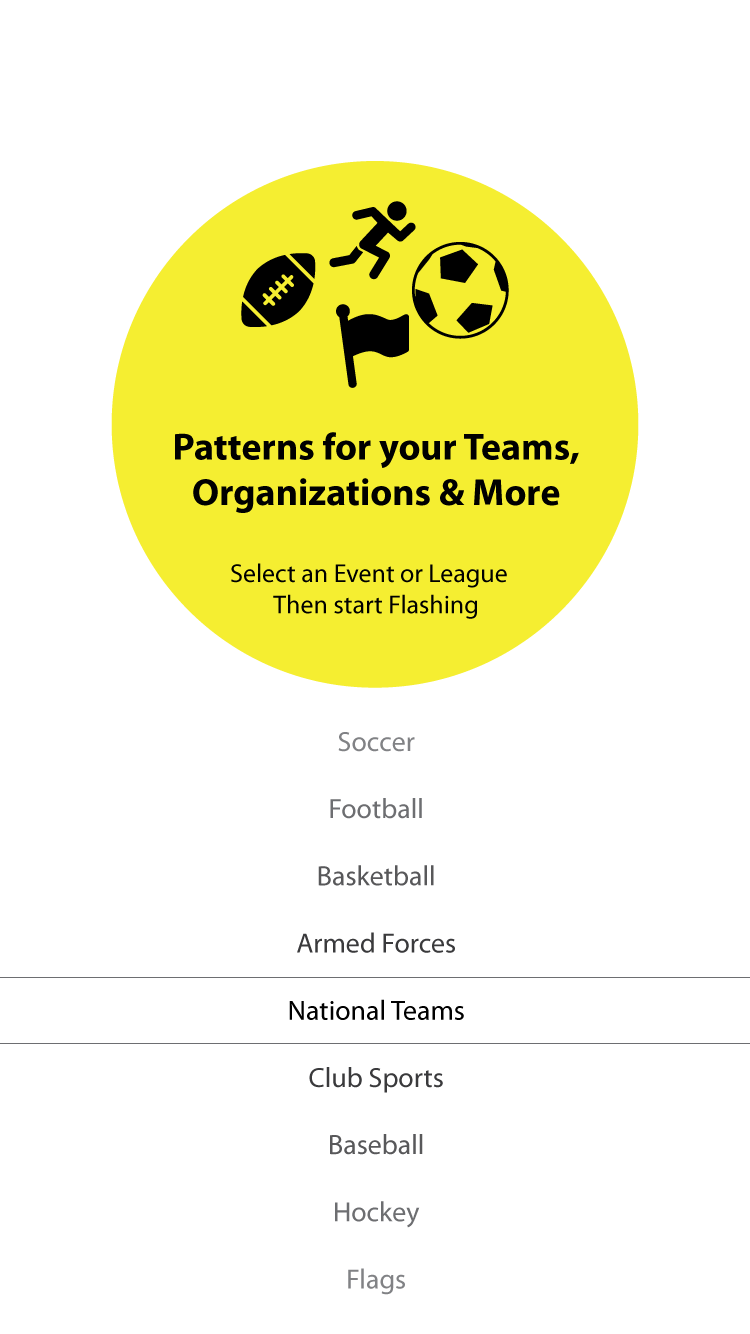 Patterns for your Teams,
Organizations & More
Select an Event or League
Then start Flashing
Soccer
Football
Basketball
Armed Forces
National Teams
Club Sports
Baseball
Hockey
Flags